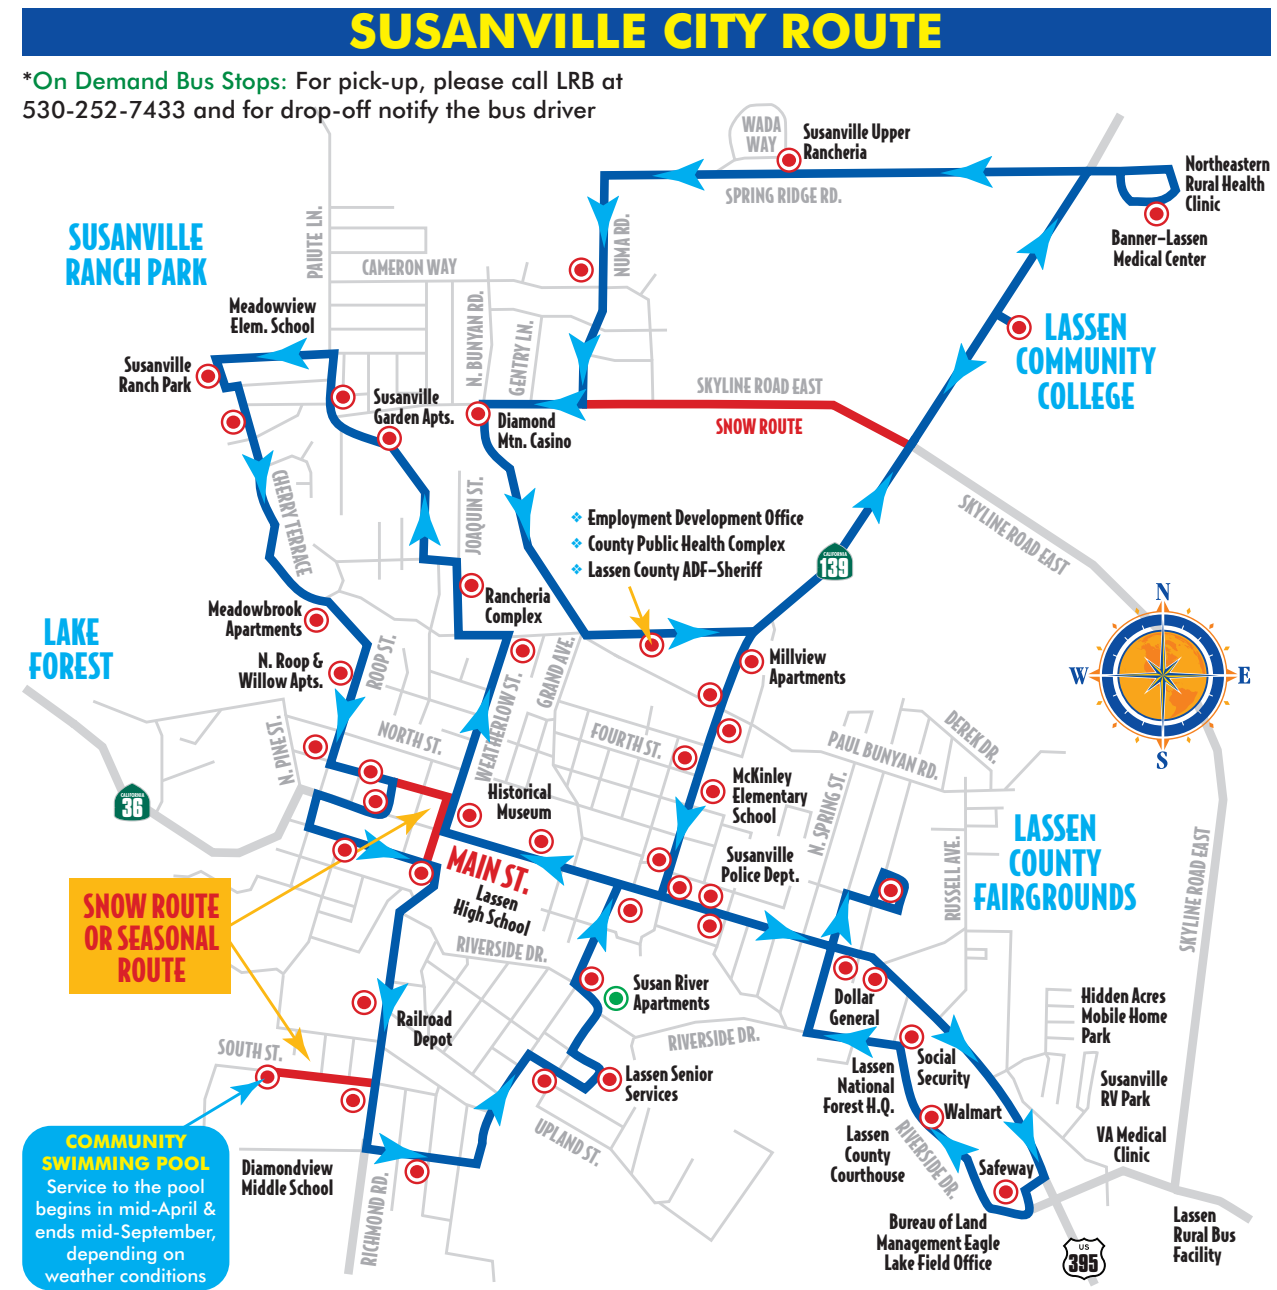 SUSANVILLE CITY ROUTE
*On Demand Bus Stops: For pick-up, please call LRB at
530-252-7433 and for drop-off notify the bus driver
WADA
WAY
Susanville Upper
Rancheria
Northeastern
Rural Health
Clinic
SPRING RIDGE RD.
Banner-Lassen
Medical Center
SUSANVILLE
RANCH PARK
PAIUTE LN.
CAMERON WAY
NUMA RD.
Meadowview
Elem. School
N. BUNYAN RD.
GENTRY LN.
LASSEN
COMMUNITY
COLLEGE
Susanville
Ranch Park
Susanville
Garden Apts.
SKYLINE ROAD EAST
SNOW ROUTE
Diamond
Mtn. Casino
CHERRY TERRACE
JOAQUIN ST.
SKYLINE ROAD EAST
❖ Employment Development Office
❖ County Public Health Complex
❖ Lassen County ADF-Sheriff
CALIFORNIA
139
Rancheria
Complex
Meadowbrook
Apartments
N
W
E
S
LAKE
FOREST
N. Roop &
Willow Apts.
ROOP ST.
GRAND AVE.
WEATHERLOW ST.
Millview
Apartments
N. PINE ST.
NORTH ST.
FOURTH ST.
PAUL BUNYAN RD.
DEREK DR.
CALIFORNIA
36
Historical
Museum
McKinley
Elementary
School
N. SPRING ST.
LASSEN
COUNTY
FAIRGROUNDS
RUSSELL AVE.
SKYLINE ROAD EAST
MAIN ST.
Susanville
Police Dept.
Lassen
High School
SNOW ROUTE
OR SEASONAL
ROUTE
RIVERSIDE DR.
Susan River
Apartments
Dollar
General
Hidden Acres
Mobile Home
Park
Railroad
Depot
RIVERSIDE DR.
SOUTH ST.
Lassen Senior
Services
Lassen
National
Forest H.Q.
Social
Security
Susanville
RV Park
Walmart
UPLAND ST.
Lassen
County
Courthouse
RIVERSIDE DR.
VA Medical
Clinic
COMMUNITY
SWIMMING POOL
Service to the pool
begins in mid-April &
ends mid-September,
depending on
weather conditions
Diamondview
Middle School
RICHMOND RD.
Safeway
Bureau of Land
Management Eagle
Lake Field Office
US
395
Lassen
Rural Bus
Facility